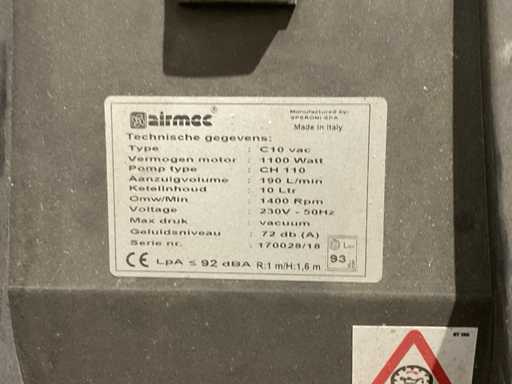 airmec®
Manufactured by:
SPERONI SPA
Made in Italy
Technische gegevens:
Type : C10 vac
Vermogen motor : 1100 Watt
Pomp type : CH 110
Aanzuigvolume : 190 L/min
Ketelinhoud : 10 Ltr
Omw/Min : 1400 Rpm
Voltage : 230V - 50Hz
Max druk : vacuum
Geluidsniveau : 72 db (A)
Serie nr. : 170028/18
CE LpA ≤ 92 dBA R:1 m/H:1,6 m
93